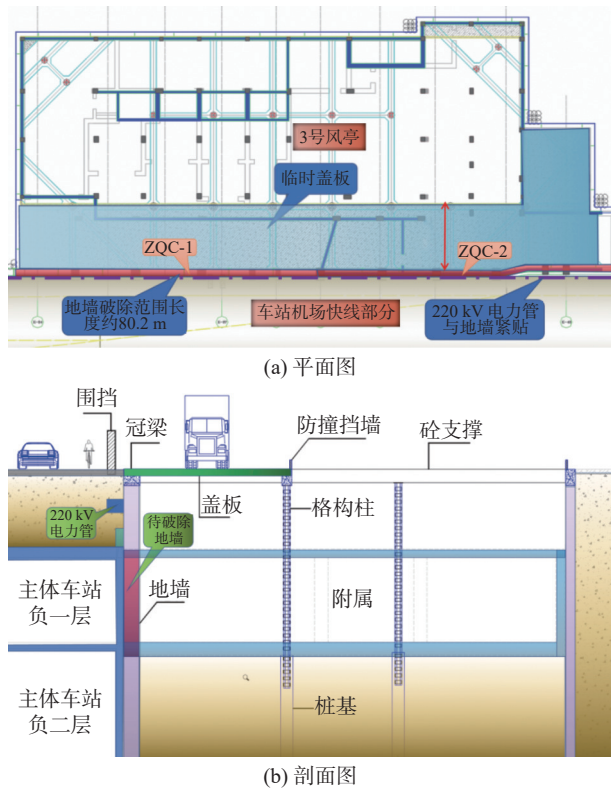 3号风亭
临时盖板
ZQC-1
ZQC-2
地墙破除范围长
度约80.2 m
车站机场快线部分
220 kV 电力管
与地墙紧贴
(a) 平面图
围挡
冠梁
防撞挡墙
砼支撑
盖板
格构柱
220 kV
电力管
待破除
地墙
主体车站
负一层
地墙
附属
主体车站
负二层
桩基
(b) 剖面图